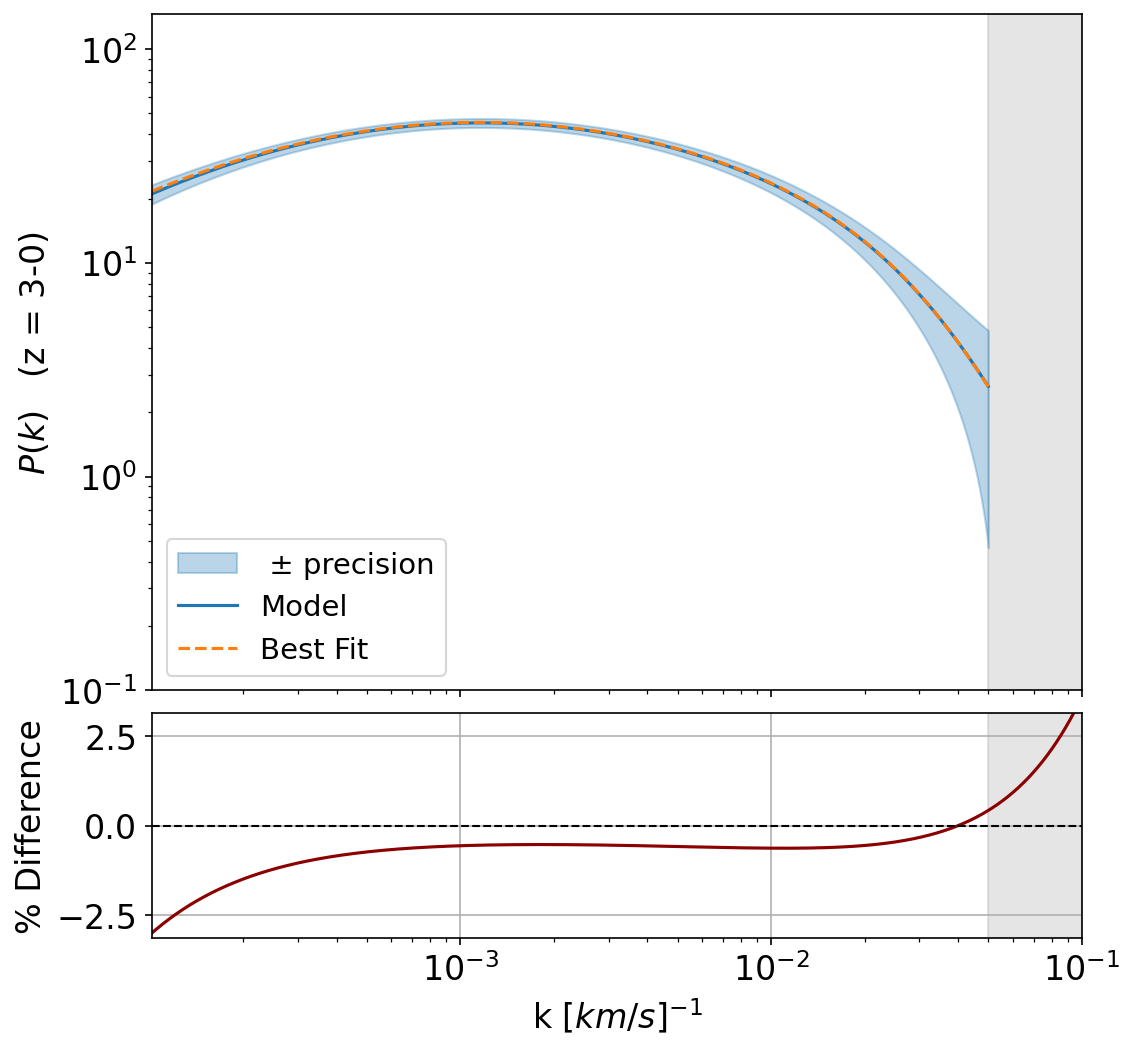 10²
10¹
10⁰
10⁻¹
P(k) (z = 3-0)
± precision
Model
Best Fit
2.5
0.0
−2.5
% Difference
10⁻³
10⁻²
10⁻¹
k [km/s]⁻¹